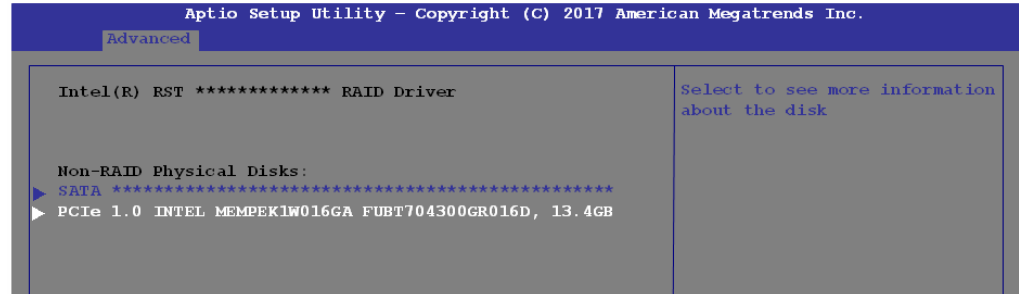 Aptio Setup Utility – Copyright (C) 2017 American Megatrends Inc.
Advanced
Intel(R) RST ************* RAID Driver
Select to see more information
about the disk
Non-RAID Physical Disks:
SATA ************************************************
PCIe 1.0 INTEL MEMPEK1W016GA FUBT704300GR016D, 13.4GB